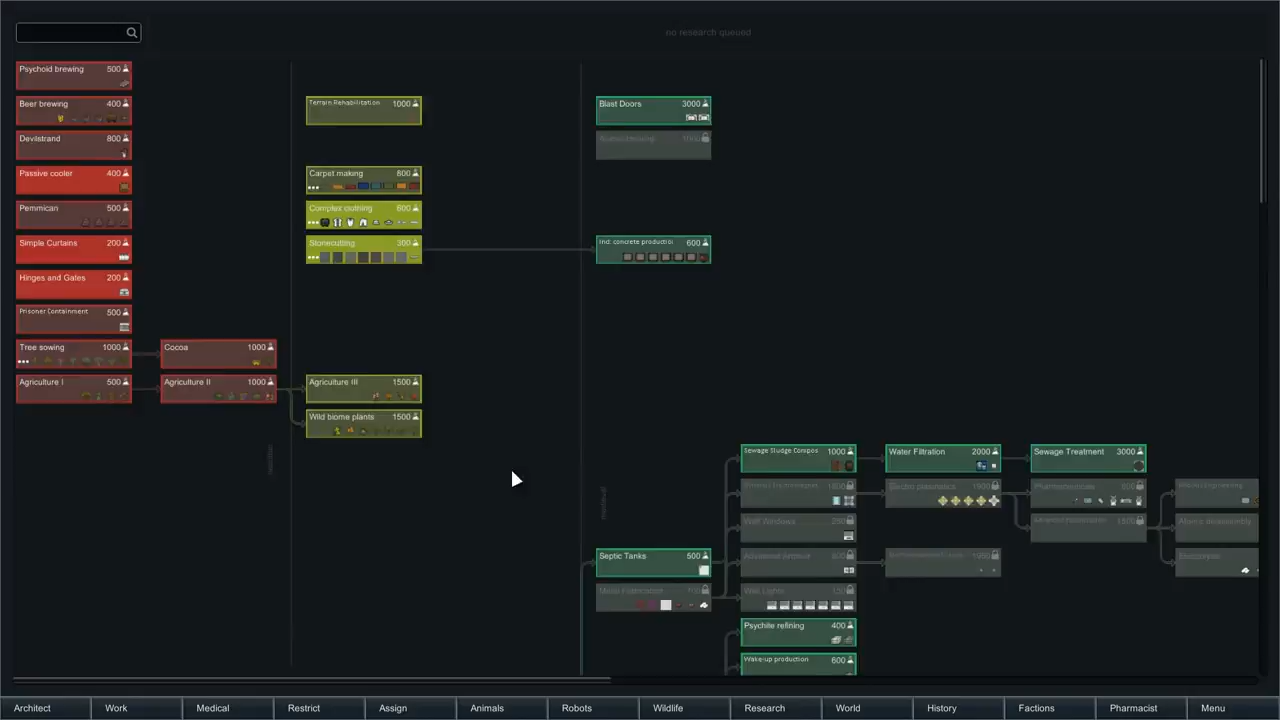 no research queued
Psychoid brewing 500
Beer brewing 400
Devilstrand 800
Passive cooler 400
Pemmican 500
Simple Curtains 200
Hinges and Gates 200
Prisoner Containment 500
Tree sowing 1000
Agriculture I 500
Cocoa 1000
Agriculture II 1000
Terrain Rehabilitation 1000
Carpet making 600
Complex clothing 600
Stonecutting 300
Agriculture III 1500
Wild biome plants 1500
Blast Doors 3000
Ind. concrete productio 600
Septic Tanks 500
Sewage Sludge Compos 1000
Wall Windows
Wall Lights
Psychite refining 400
Wake-up production 600
Water Filtration 2000
Sewage Treatment 3000
Architect Work Medical Restrict Assign Animals Robots Wildlife Research World History Factions Pharmacist Menu